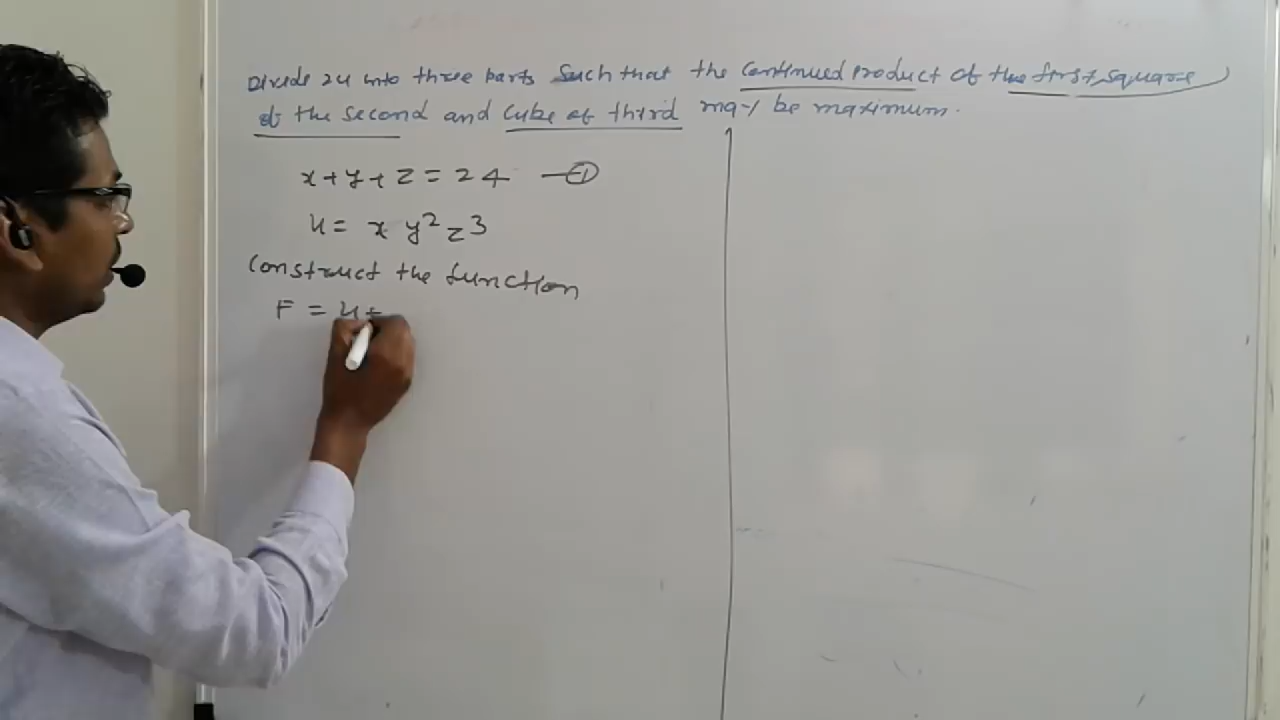 Divide 24 into three parts such that the continued product of the first, square
of the second and cube of third may be maximum.
x + y + z = 24 —①
u = x y² z³
Construct the function
F = u +